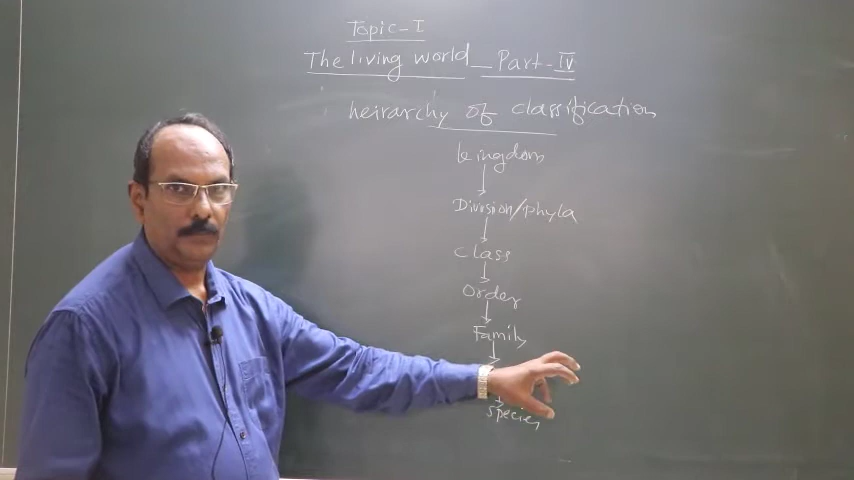 Topic-I
The living world - Part-IV
heirarchy of classification
kingdom
Division/phyla
class
Order
Family
species